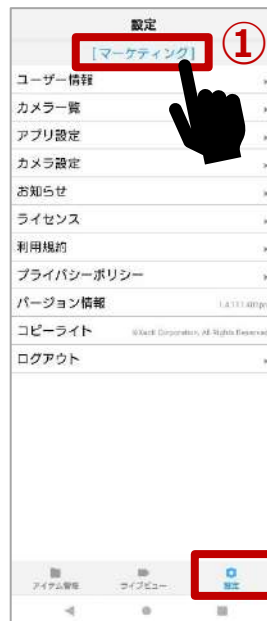 設定
[マーケティング]
①
ユーザー情報
カメラ一覧
アプリ設定
カメラ設定
お知らせ
ライセンス
利用規約
プライバシーポリシー
バージョン情報
コピーライト Corporation, All Rights Reserved
ログアウト
アイテム管理 ライブビュー 設定